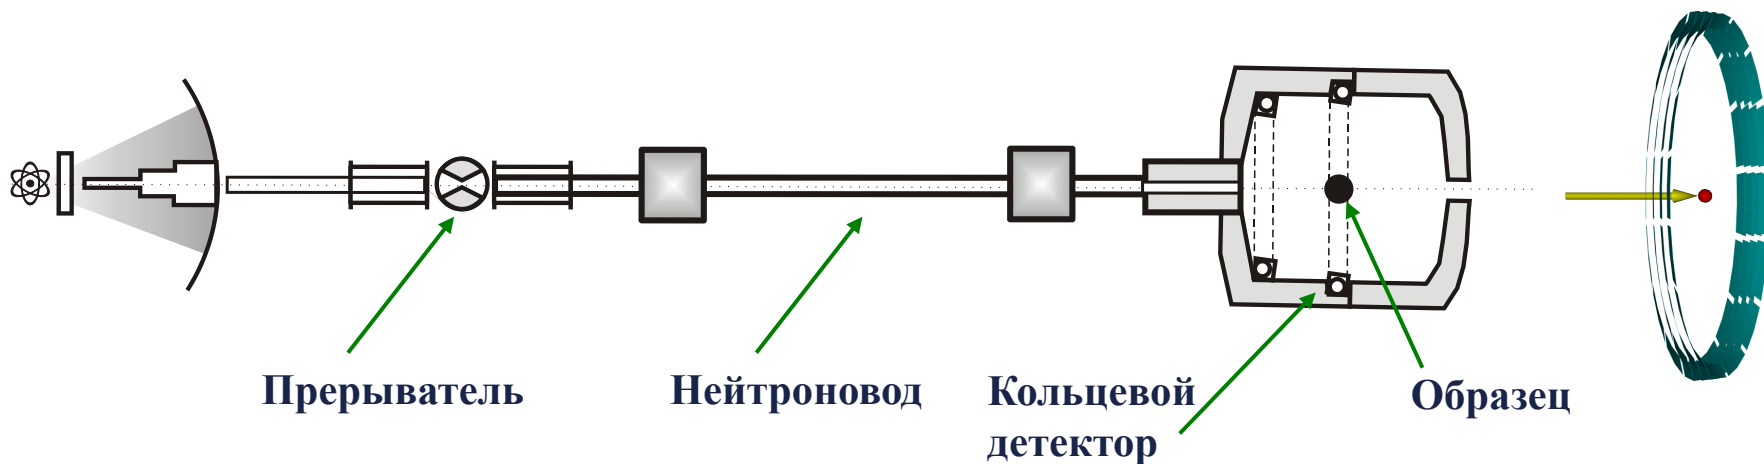 Прерыватель
Нейтроновод
Кольцевой
детектор
Образец